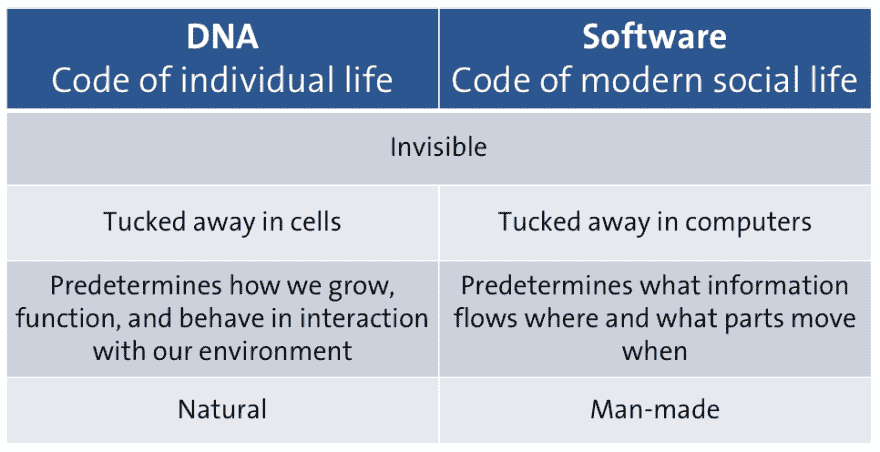 DNA
Code of individual life
Software
Code of modern social life
Invisible
Tucked away in cells
Tucked away in computers
Predetermines how we grow,
function, and behave in interaction
with our environment
Predetermines what information
flows where and what parts move
when
Natural
Man-made